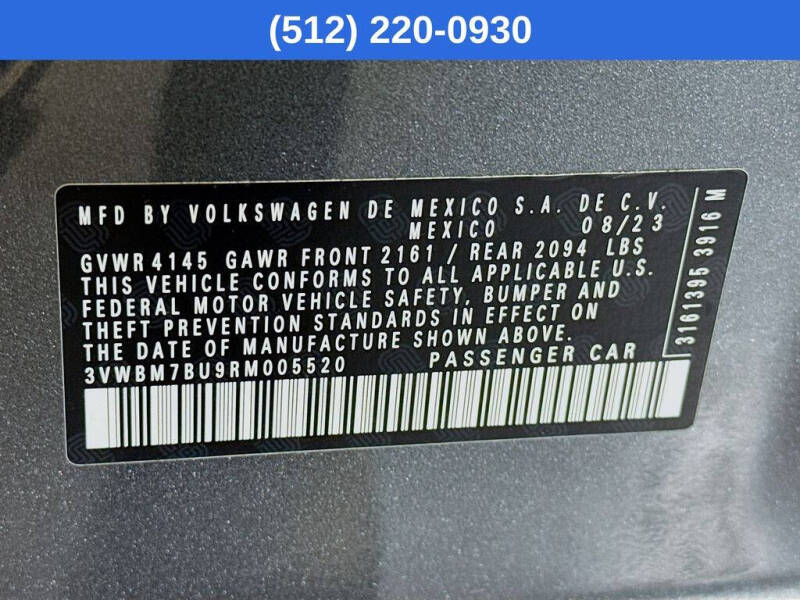 (512) 220-0930
MFD BY VOLKSWAGEN DE MEXICO S.A. DE C.V.
MEXICO 08/23
GVWR 4145 GAWR FRONT 2161 / REAR 2094 LBS
THIS VEHICLE CONFORMS TO ALL APPLICABLE U.S.
FEDERAL MOTOR VEHICLE SAFETY, BUMPER AND
THEFT PREVENTION STANDARDS IN EFFECT ON
THE DATE OF MANUFACTURE SHOWN ABOVE.
3VWBM7BU9RM005520 PASSENGER CAR
3161395 3916 M